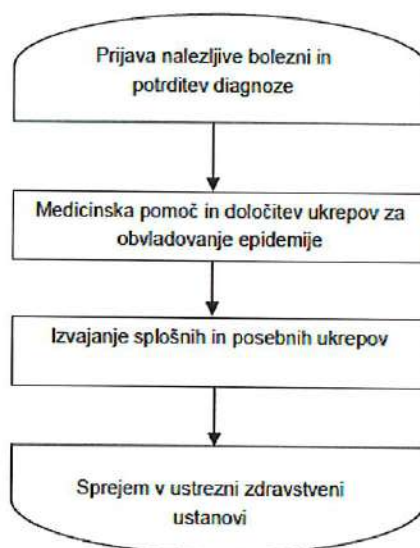 Prijava nalezljive bolezni in
potrditev diagnoze
Medicinska pomoč in določitev ukrepov za
obvladovanje epidemije
Izvajanje splošnih in posebnih ukrepov
Sprejem v ustrezni zdravstveni
ustanovi